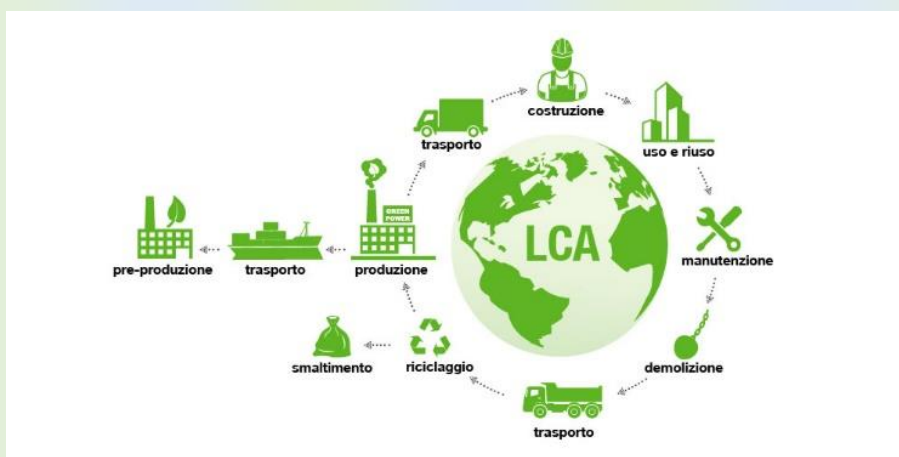 costruzione
trasporto
uso e riuso
GREEN
POWER
LCA
pre-produzione
trasporto
produzione
manutenzione
smaltimento
riciclaggio
demolizione
trasporto